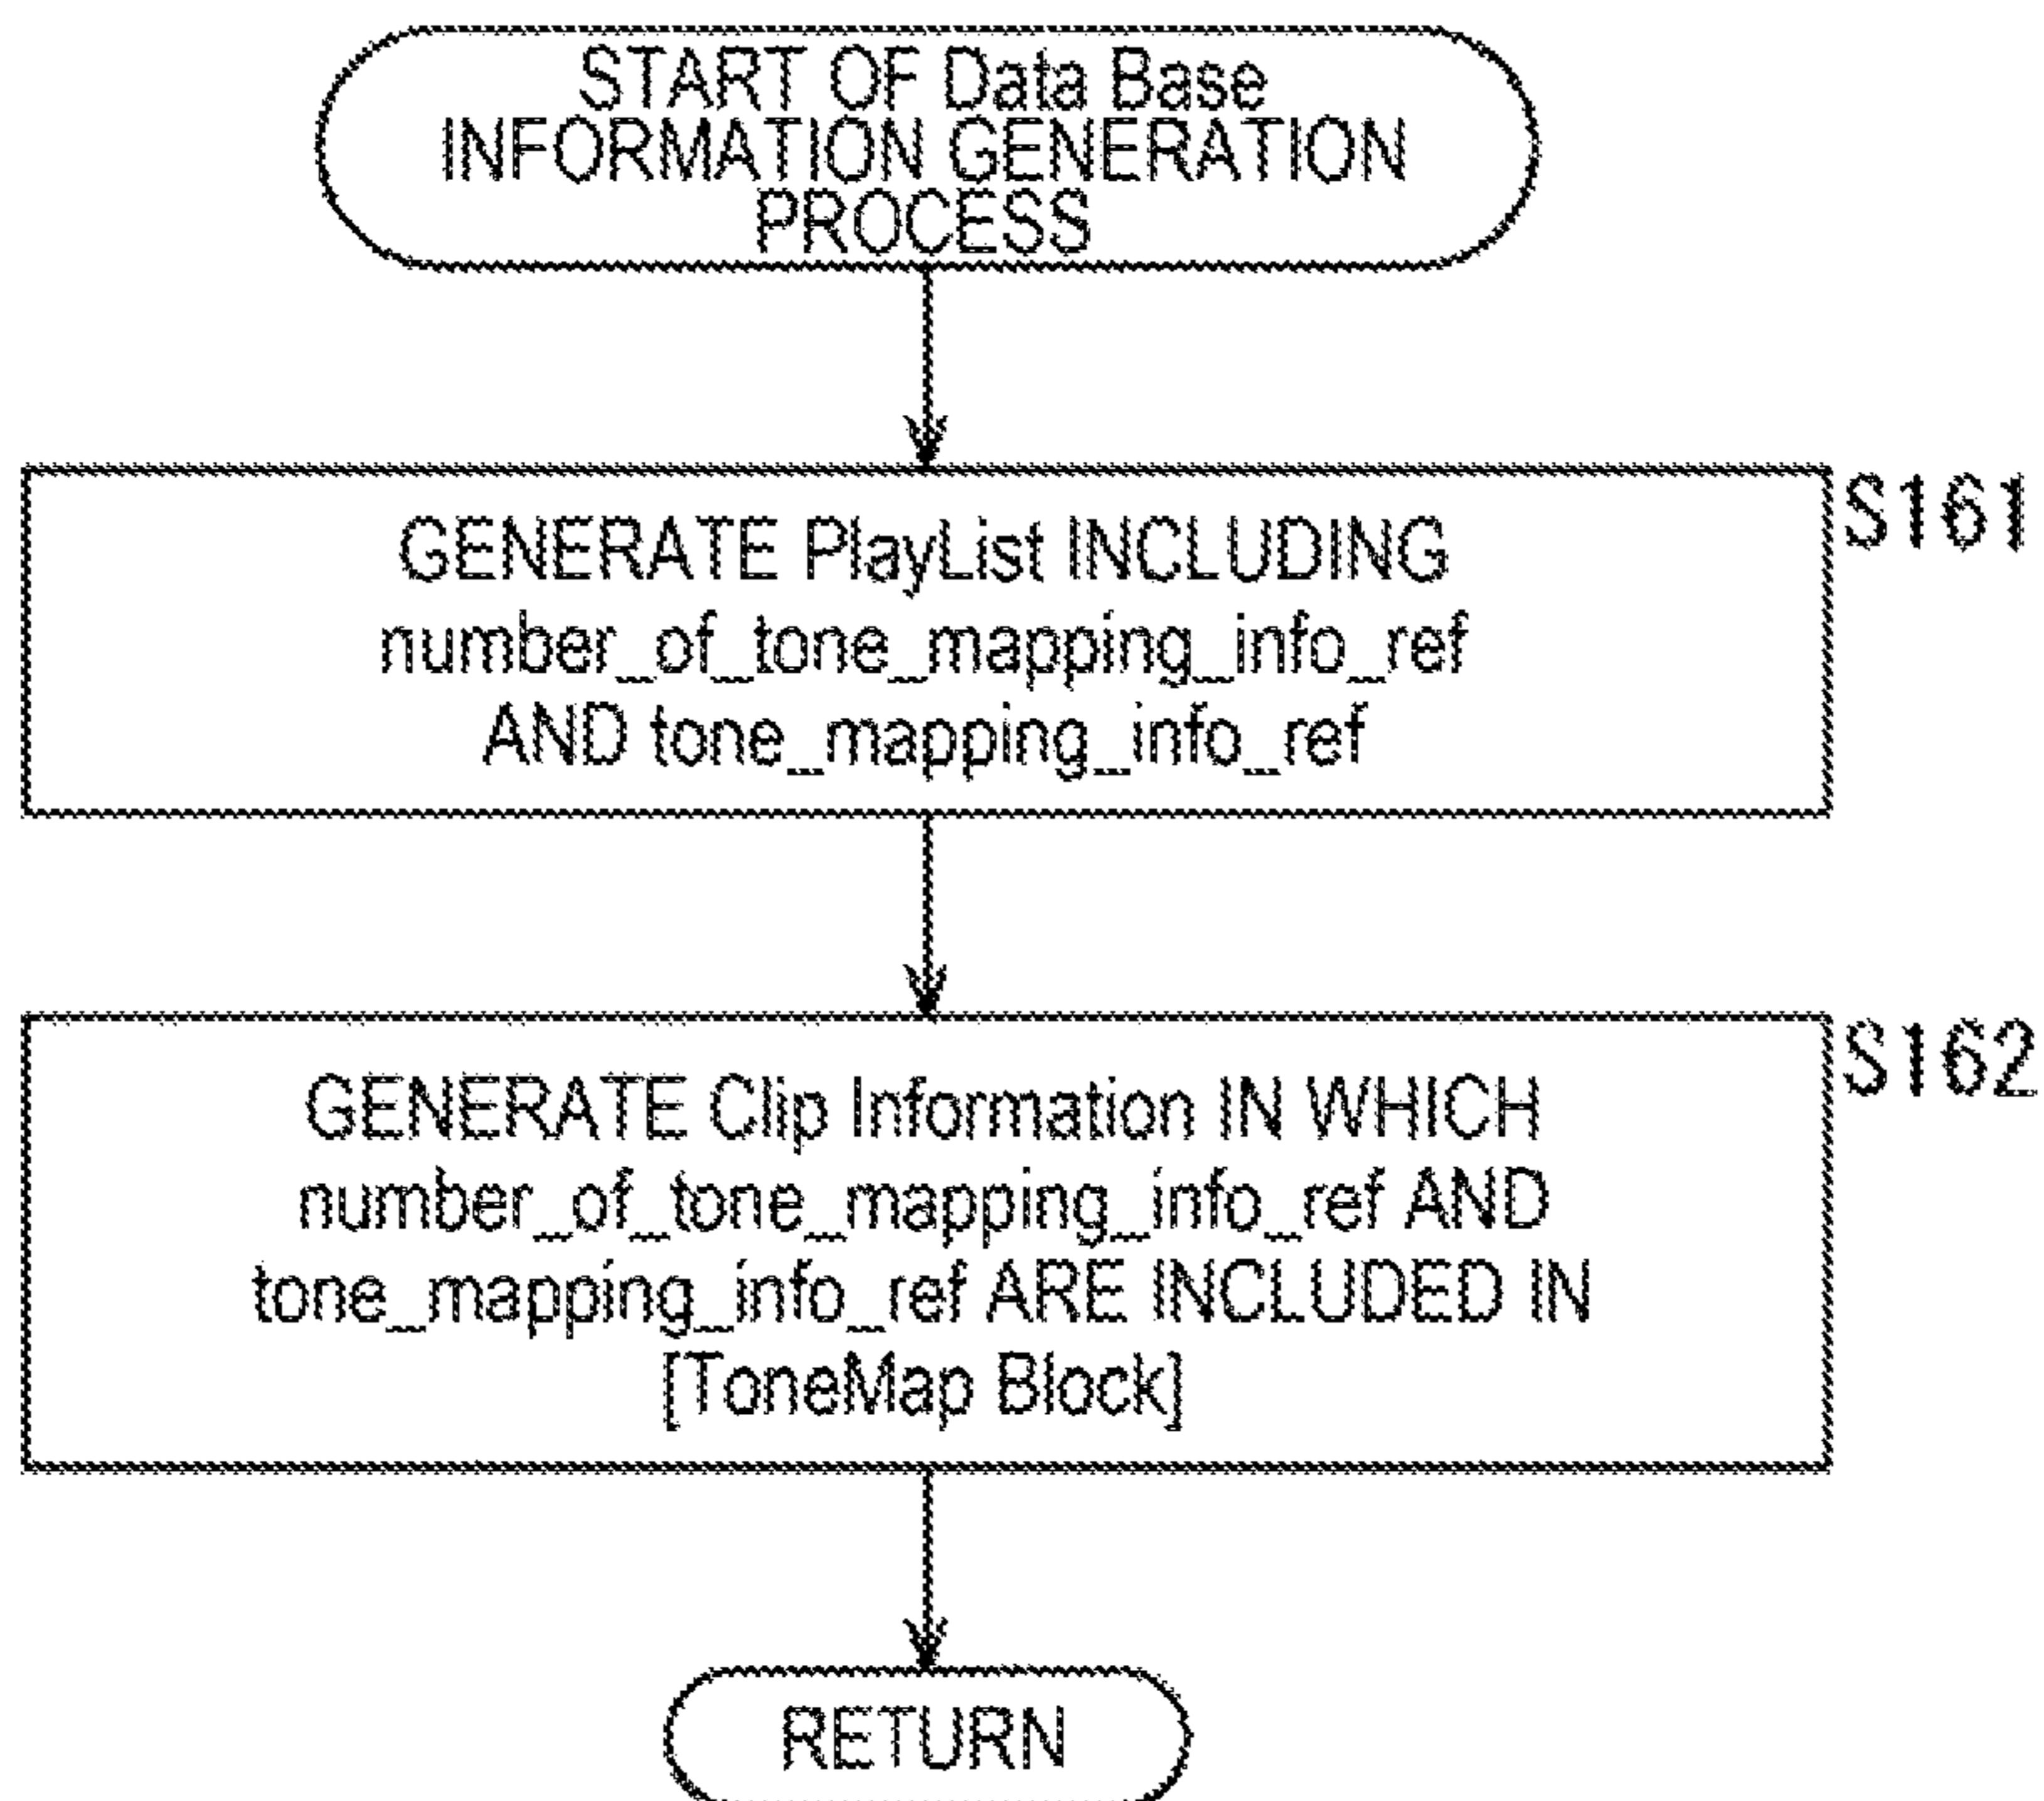 START OF Data Base
INFORMATION GENERATION
PROCESS
GENERATE PlayList INCLUDING
number_of_tone_mapping_info_ref
AND tone_mapping_info_ref
S161
GENERATE Clip Information IN WHICH
number_of_tone_mapping_info_ref AND
tone_mapping_info_ref ARE INCLUDED IN
[ToneMap Block]
S162
RETURN